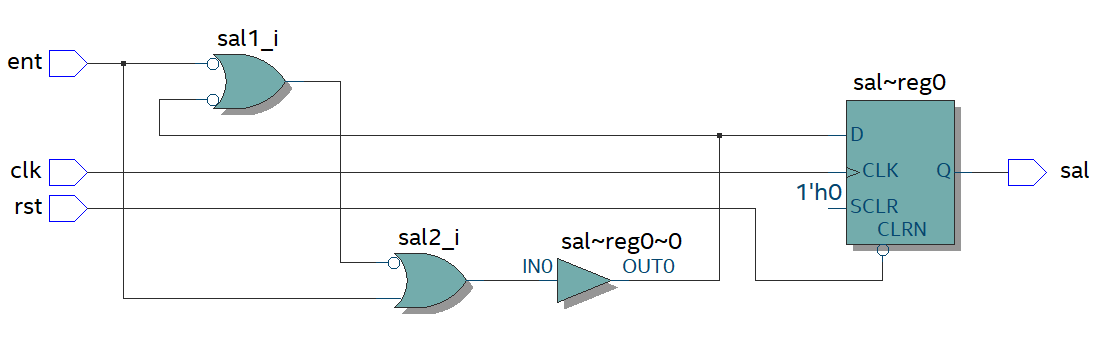 sal1_i
ent
sal~reg0
D
clk
CLK
Q
sal
1'h0
rst
SCLR
CLRN
sal2_i
sal~reg0~0
IN0
OUT0